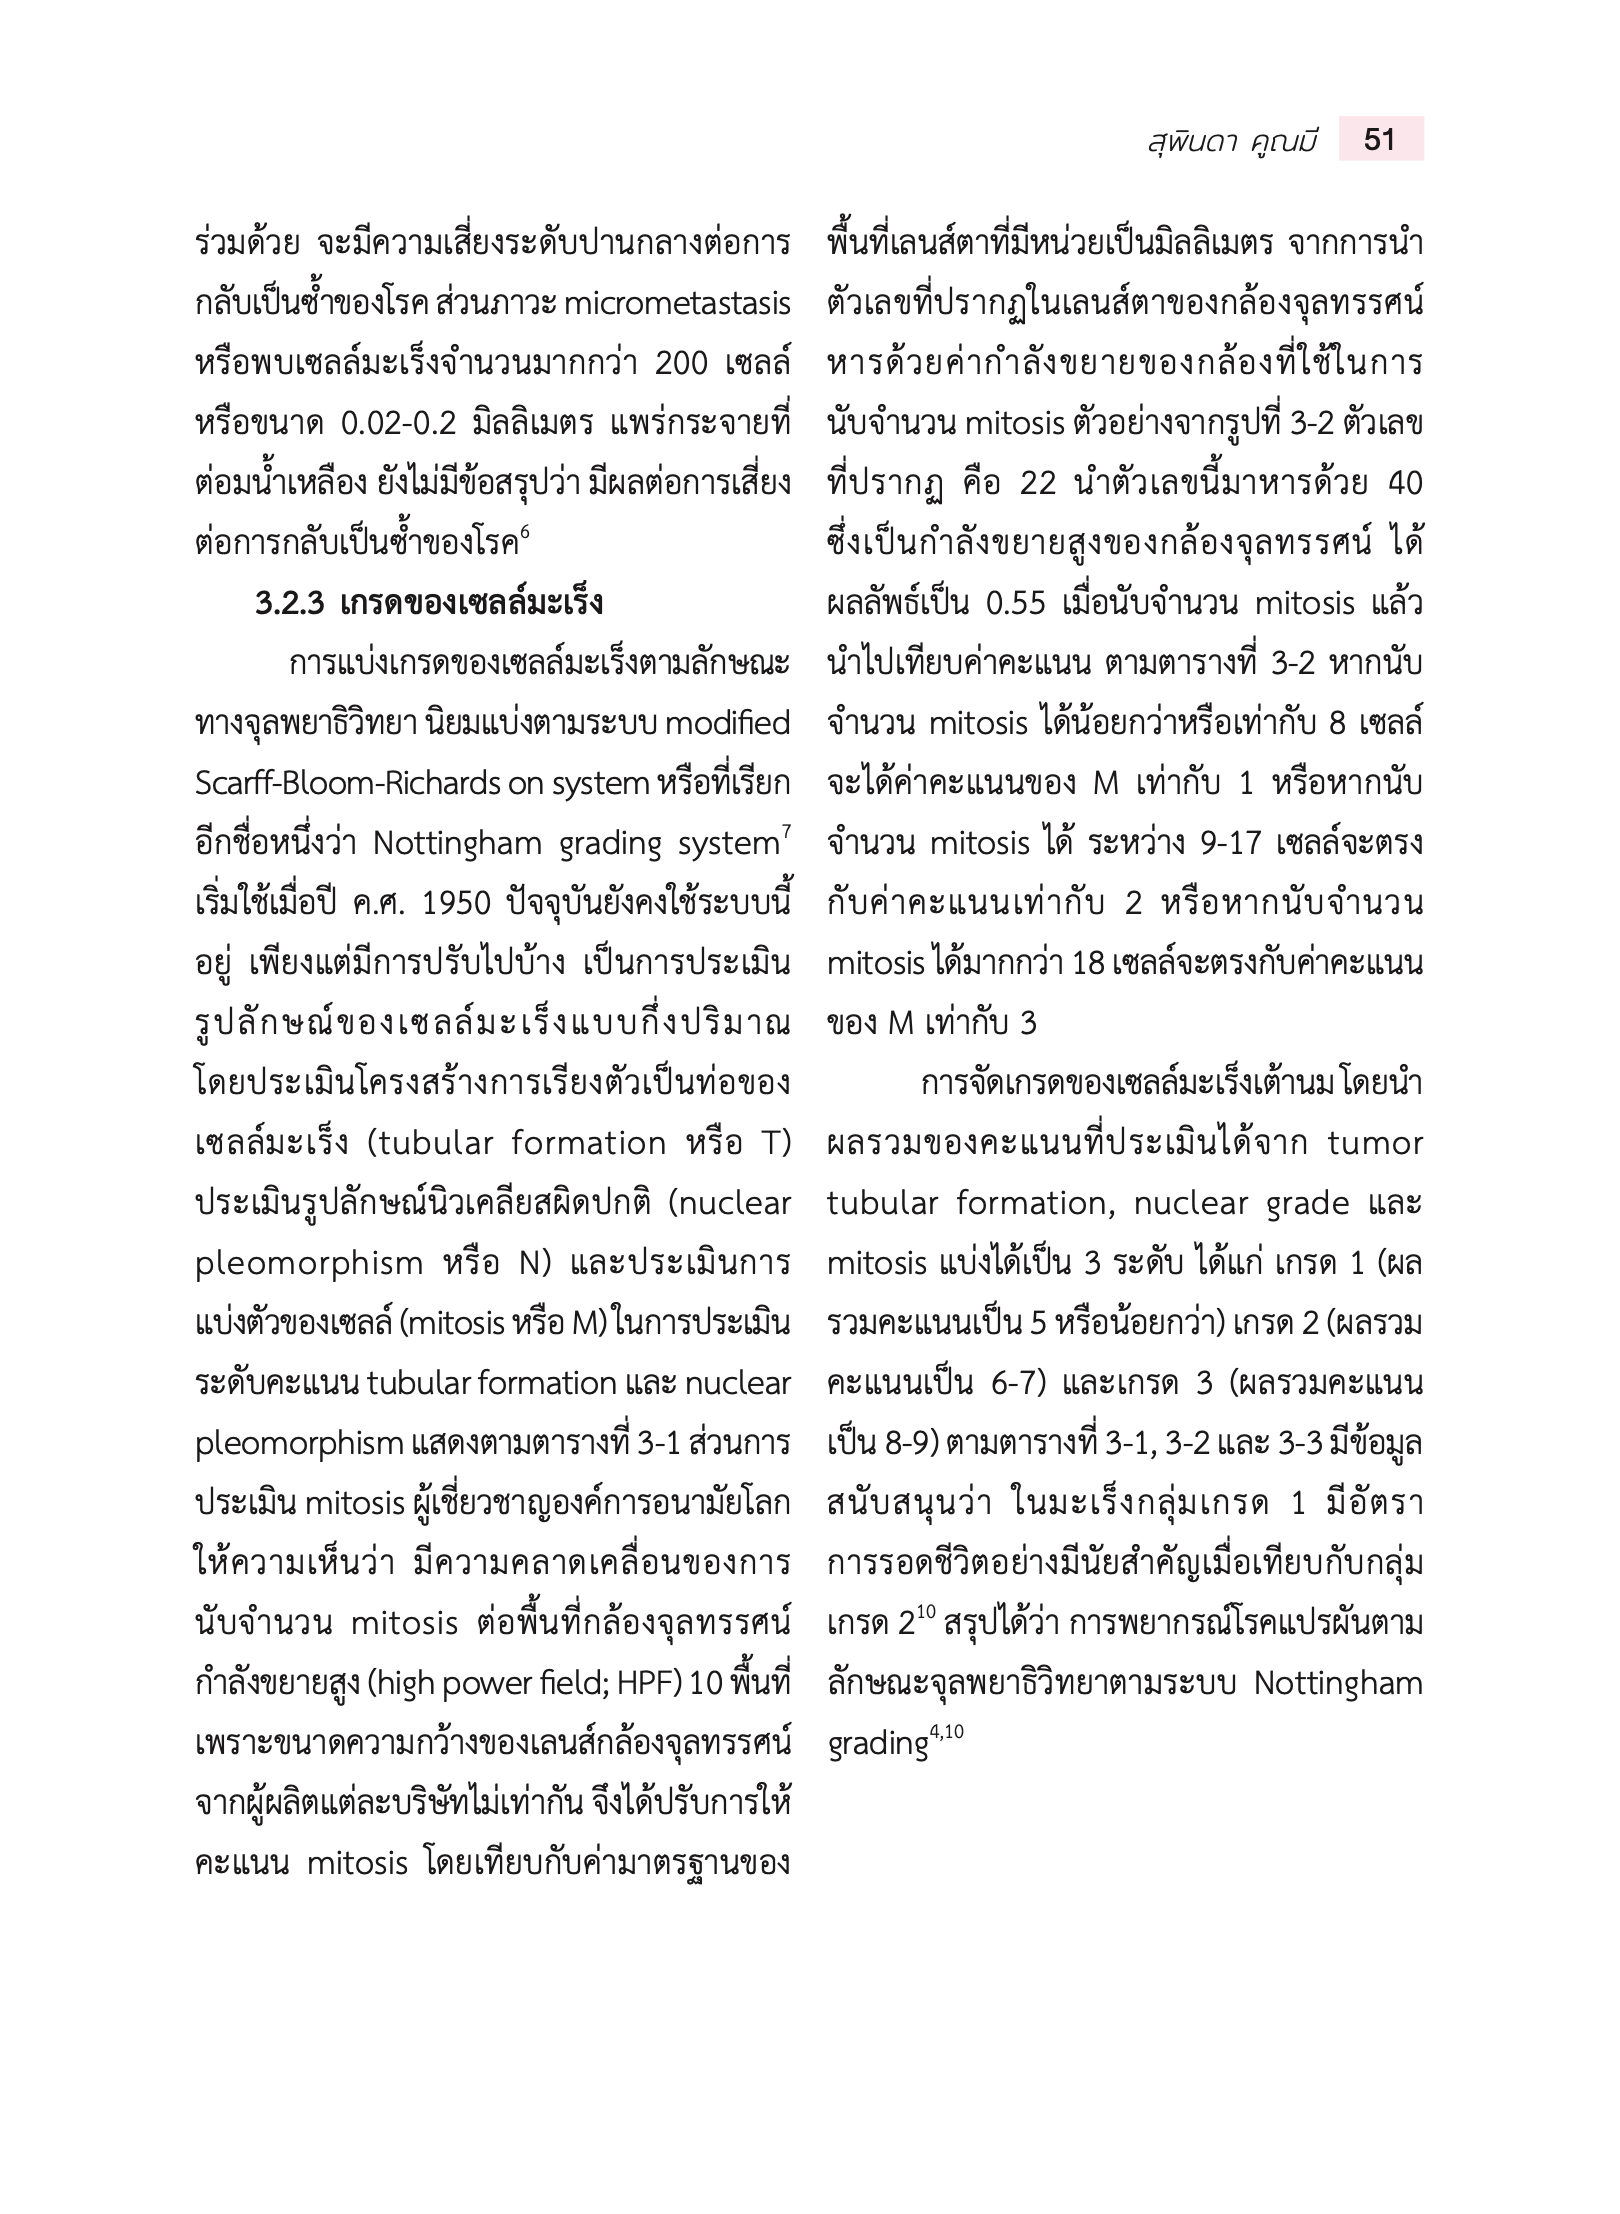 สุพินดา คูณมี 51
ร่วมด้วย จะมีความเสี่ยงระดับปานกลางต่อการ
กลับเป็นซ้ำของโรค ส่วนภาวะ micrometastasis
หรือพบเซลล์มะเร็งจำนวนมากกว่า 200 เซลล์
หรือขนาด 0.02-0.2 มิลลิเมตร แพร่กระจายที่
ต่อมน้ำเหลือง ยังไม่มีข้อสรุปว่า มีผลต่อการเสี่ยง
ต่อการกลับเป็นซ้ำของโรค6
3.2.3 เกรดของเซลล์มะเร็ง
การแบ่งเกรดของเซลล์มะเร็งตามลักษณะ
ทางจุลพยาธิวิทยา นิยมแบ่งตามระบบ modified
Scarff-Bloom-Richards on system หรือที่เรียก
อีกชื่อหนึ่งว่า Nottingham grading system7
เริ่มใช้เมื่อปี ค.ศ. 1950 ปัจจุบันยังคงใช้ระบบนี้
อยู่ เพียงแต่มีการปรับไปบ้าง เป็นการประเมิน
รูปลักษณ์ของเซลล์มะเร็งแบบกึ่งปริมาณ
โดยประเมินโครงสร้างการเรียงตัวเป็นท่อของ
เซลล์มะเร็ง (tubular formation หรือ T)
ประเมินรูปลักษณ์นิวเคลียสผิดปกติ (nuclear
pleomorphism หรือ N) และประเมินการ
แบ่งตัวของเซลล์ (mitosis หรือ M) ในการประเมิน
ระดับคะแนน tubular formation และ nuclear
pleomorphism แสดงตามตารางที่ 3-1 ส่วนการ
ประเมิน mitosis ผู้เชี่ยวชาญองค์การอนามัยโลก
ให้ความเห็นว่า มีความคลาดเคลื่อนของการ
นับจำนวน mitosis ต่อพื้นที่กล้องจุลทรรศน์
กำลังขยายสูง (high power field; HPF) 10 พื้นที่
เพราะขนาดความกว้างของเลนส์กล้องจุลทรรศน์
จากผู้ผลิตแต่ละบริษัทไม่เท่ากัน จึงได้ปรับการให้
คะแนน mitosis โดยเทียบกับค่ามาตรฐานของ
พื้นที่เลนส์ตาที่มีหน่วยเป็นมิลลิเมตร จากการนำ
ตัวเลขที่ปรากฏในเลนส์ตาของกล้องจุลทรรศน์
หารด้วยค่ากำลังขยายของกล้องที่ใช้ในการ
นับจำนวน mitosis ตัวอย่างจากรูปที่ 3-2 ตัวเลข
ที่ปรากฏ คือ 22 นำตัวเลขนี้มาหารด้วย 40
ซึ่งเป็นกำลังขยายสูงของกล้องจุลทรรศน์ ได้
ผลลัพธ์เป็น 0.55 เมื่อนับจำนวน mitosis แล้ว
นำไปเทียบค่าคะแนน ตามตารางที่ 3-2 หากนับ
จำนวน mitosis ได้น้อยกว่าหรือเท่ากับ 8 เซลล์
จะได้ค่าคะแนนของ M เท่ากับ 1 หรือหากนับ
จำนวน mitosis ได้ ระหว่าง 9-17 เซลล์จะตรง
กับค่าคะแนนเท่ากับ 2 หรือหากนับจำนวน
mitosis ได้มากกว่า 18 เซลล์จะตรงกับค่าคะแนน
ของ M เท่ากับ 3
การจัดเกรดของเซลล์มะเร็งเต้านม โดยนำ
ผลรวมของคะแนนที่ประเมินได้จาก tumor
tubular formation, nuclear grade และ
mitosis แบ่งได้เป็น 3 ระดับ ได้แก่ เกรด 1 (ผล
รวมคะแนนเป็น 5 หรือน้อยกว่า) เกรด 2 (ผลรวม
คะแนนเป็น 6-7) และเกรด 3 (ผลรวมคะแนน
เป็น 8-9) ตามตารางที่ 3-1, 3-2 และ 3-3 มีข้อมูล
สนับสนุนว่า ในมะเร็งกลุ่มเกรด 1 มีอัตรา
การรอดชีวิตอย่างมีนัยสำคัญเมื่อเทียบกับกลุ่ม
เกรด 210 สรุปได้ว่า การพยากรณ์โรคแปรผันตาม
ลักษณะจุลพยาธิวิทยาตามระบบ Nottingham
grading4,10